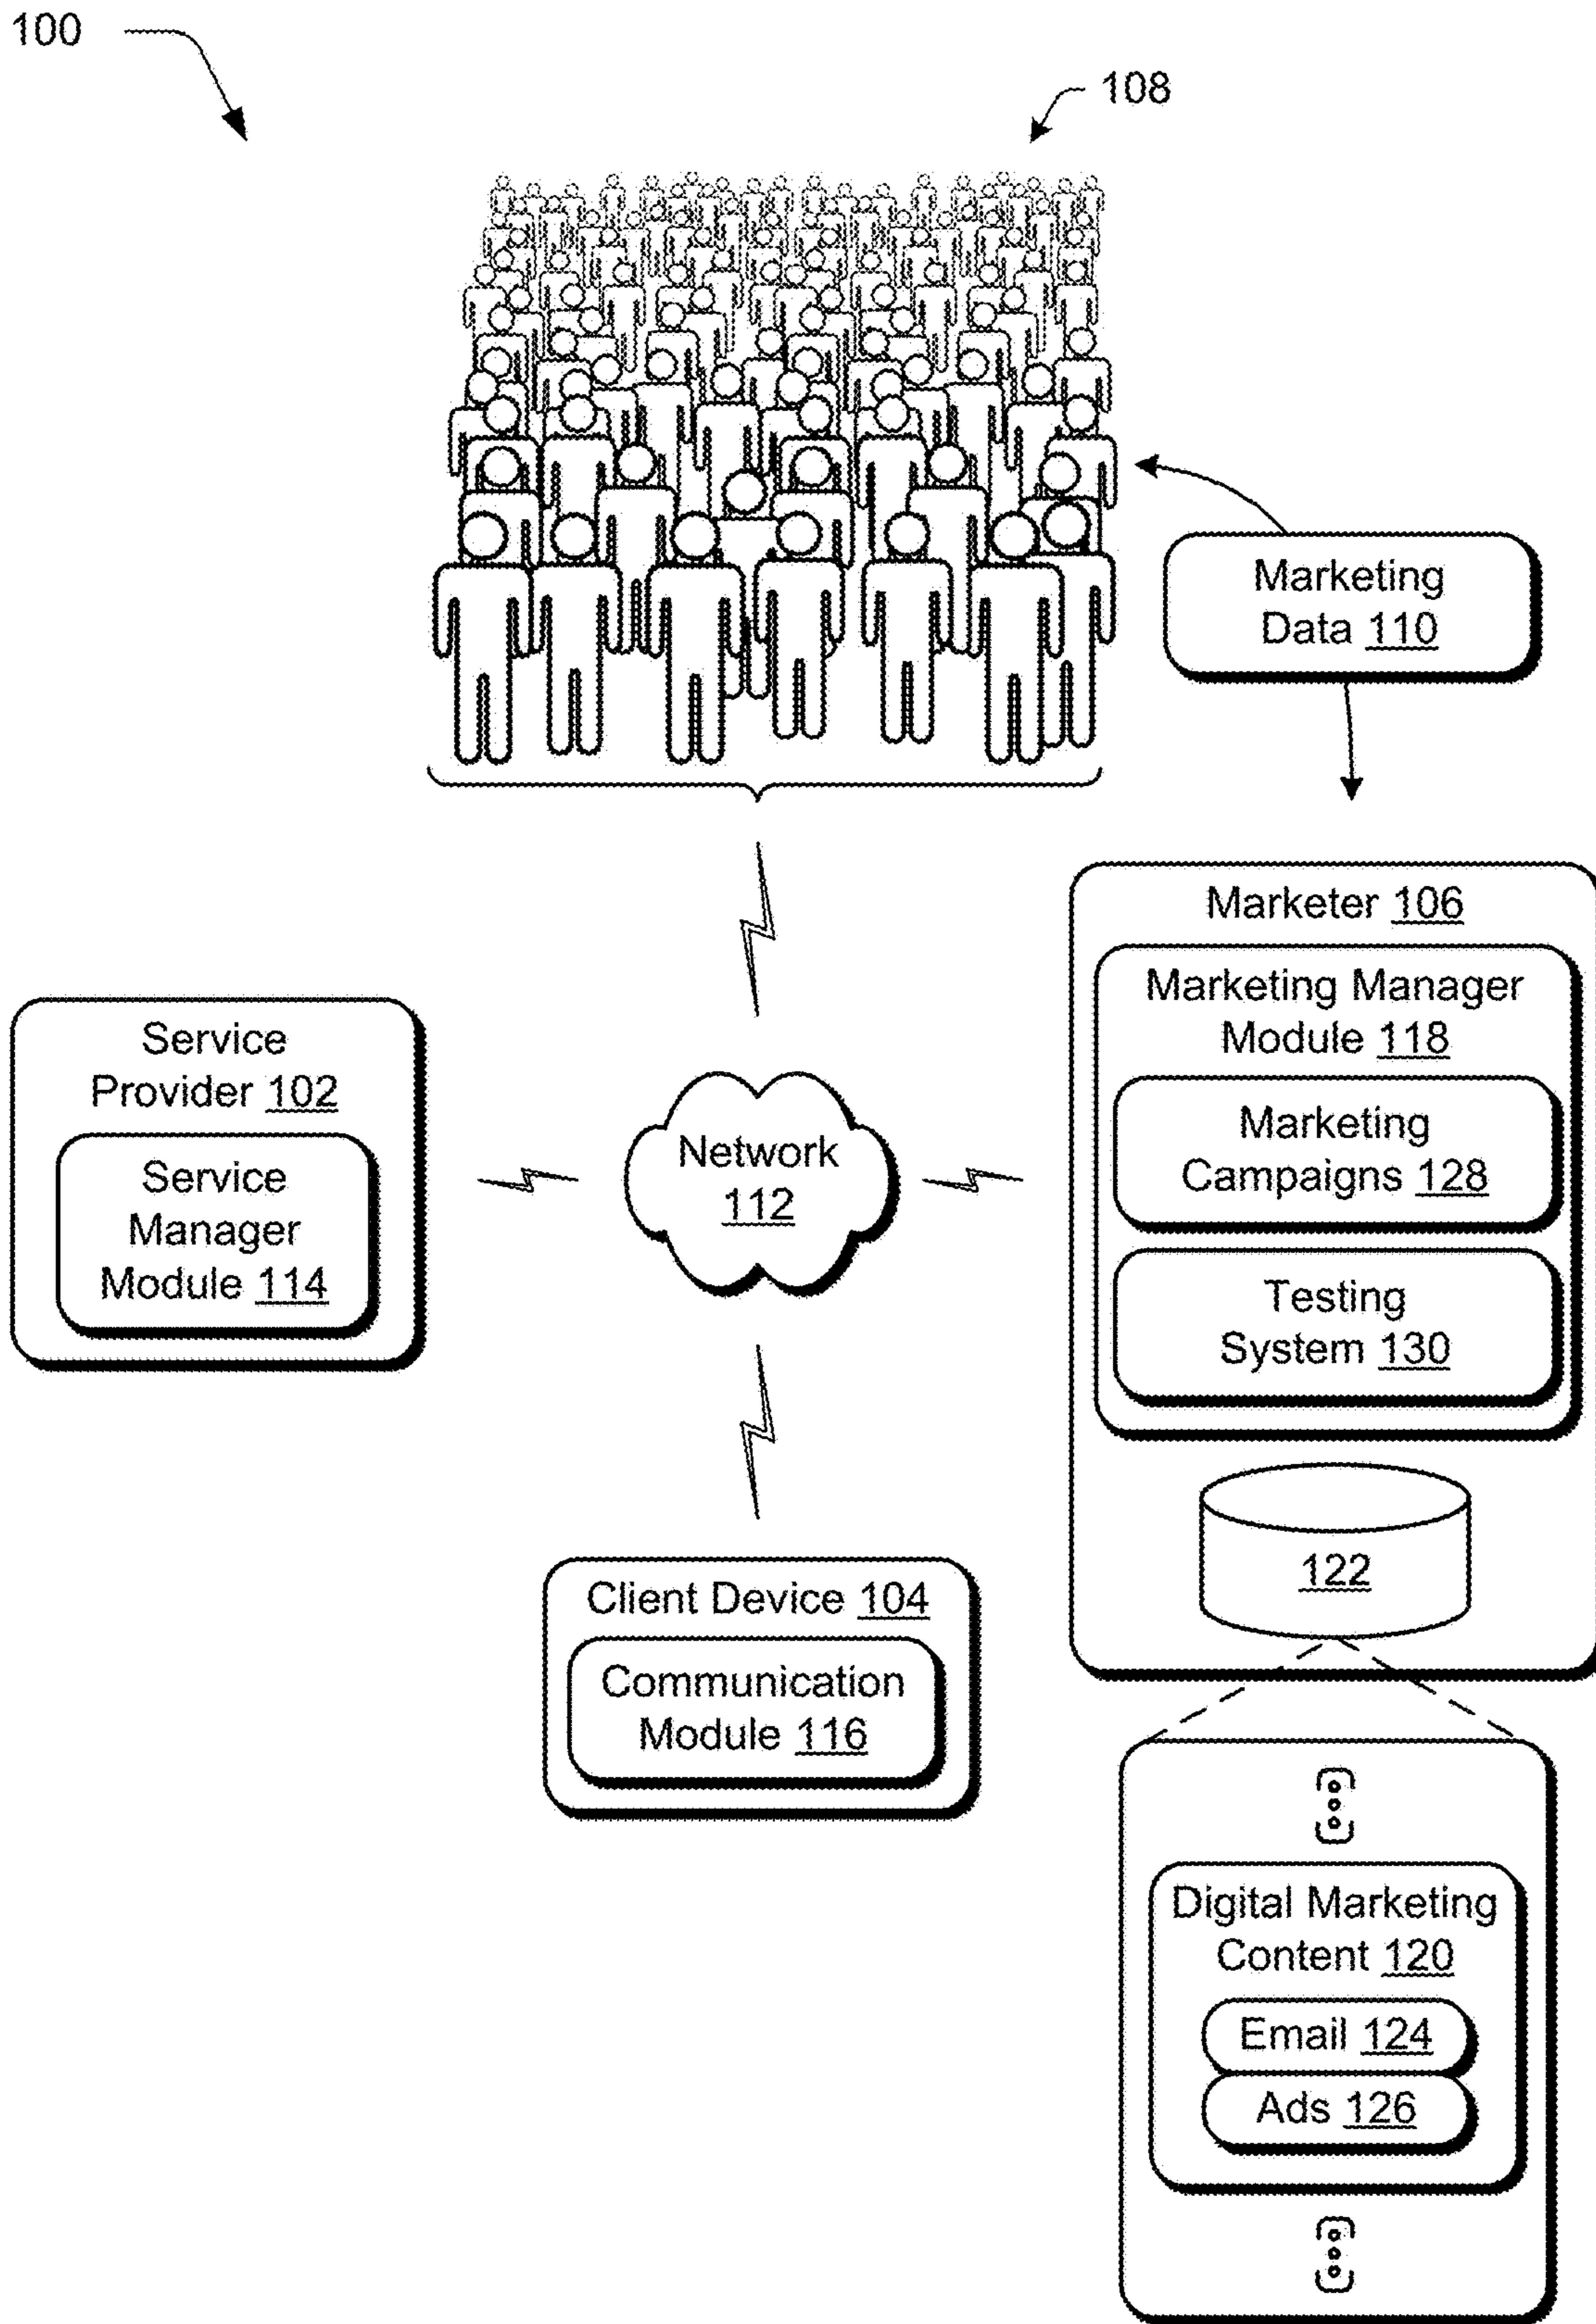 100
108
Marketing
Data 110
Marketer 106
Marketing Manager
Module 118
Marketing
Campaigns 128
Testing
System 130
122
Service
Provider 102
Service
Manager
Module 114
Network
112
Client Device 104
Communication
Module 116
Digital Marketing
Content 120
Email 124
Ads 126